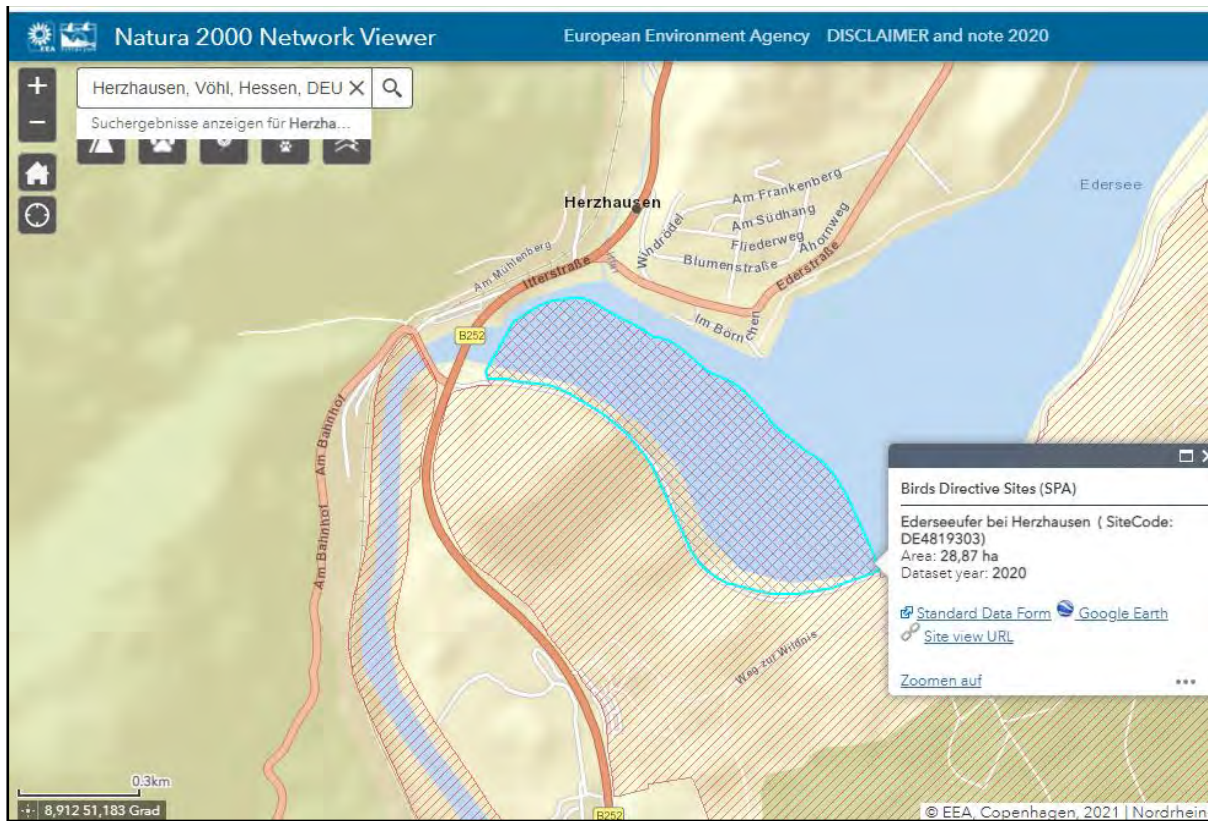 EEA
Natura 2000 Network Viewer
European Environment Agency DISCLAIMER and note 2020
+
−
Herzhausen, Vöhl, Hessen, DEU
Suchergebnisse anzeigen für Herzha...
Herzhausen
Am Frankenberg
Am Südhang
Fliederweg
Ahornweg
Windrödel
Blumenstraße
Ederstraße
Am Mühlenberg
Itterstraße
Im Börnchen
Edersee
B252
Am Bahnhof
Am Bahnhof
Weg zur Wildnis
B252
Birds Directive Sites (SPA)
Ederseeufer bei Herzhausen ( SiteCode:
DE4819303)
Area: 28,87 ha
Dataset year: 2020
Standard Data Form Google Earth
Site view URL
Zoomen auf
0.3km
8,912 51,183 Grad
© EEA, Copenhagen, 2021 | Nordrhein